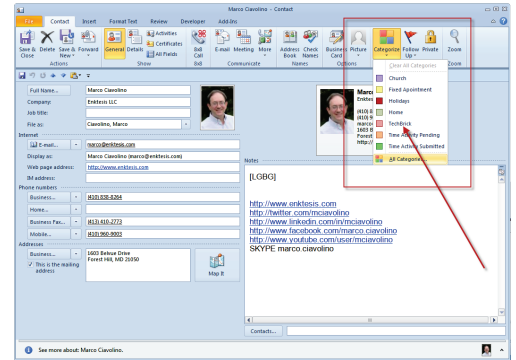 Marco Ciavolino - Contact
File Contact Insert Format Text Review Developer Add-Ins
Save & Close
Delete
Save & New
Forward
General
Details
Activities
Certificates
All Fields
Call
E-mail
Meeting
More
Address Book
Check Names
Business Card
Picture
Categorize
Follow Up
Private
Zoom
Actions Show Communicate Names Options Zoom
Clear All Categories
Church
Fixed Apointment
Holidays
Home
TechBrick
Time Activity Pending
Time Activity Submitted
All Categories...
Full Name... Marco Ciavolino
Company: Enktesis LLC
Job title:
File as: Ciavolino, Marco
Internet
E-mail... marco@enktesis.com
Display as: Marco Ciavolino (marco@enktesis.com)
Web page address: http://www.enktesis.com
IM address:
Phone numbers
Business... (410) 838-8264
Home...
Business Fax... (413) 410-2773
Mobile... (410) 960-9003
Addresses
Business... 1603 Belvue Drive
Forest Hill, MD 21050
This is the mailing address
Map It
Notes
[LGBG]
http://www.enktesis.com
http://twitter.com/mciavolino
http://www.linkedin.com/in/mciavolino
http://www.facebook.com/marco.ciavolino
http://www.youtube.com/user/mciavolino
SKYPE marco.ciavolino
Contacts...
See more about: Marco Ciavolino.